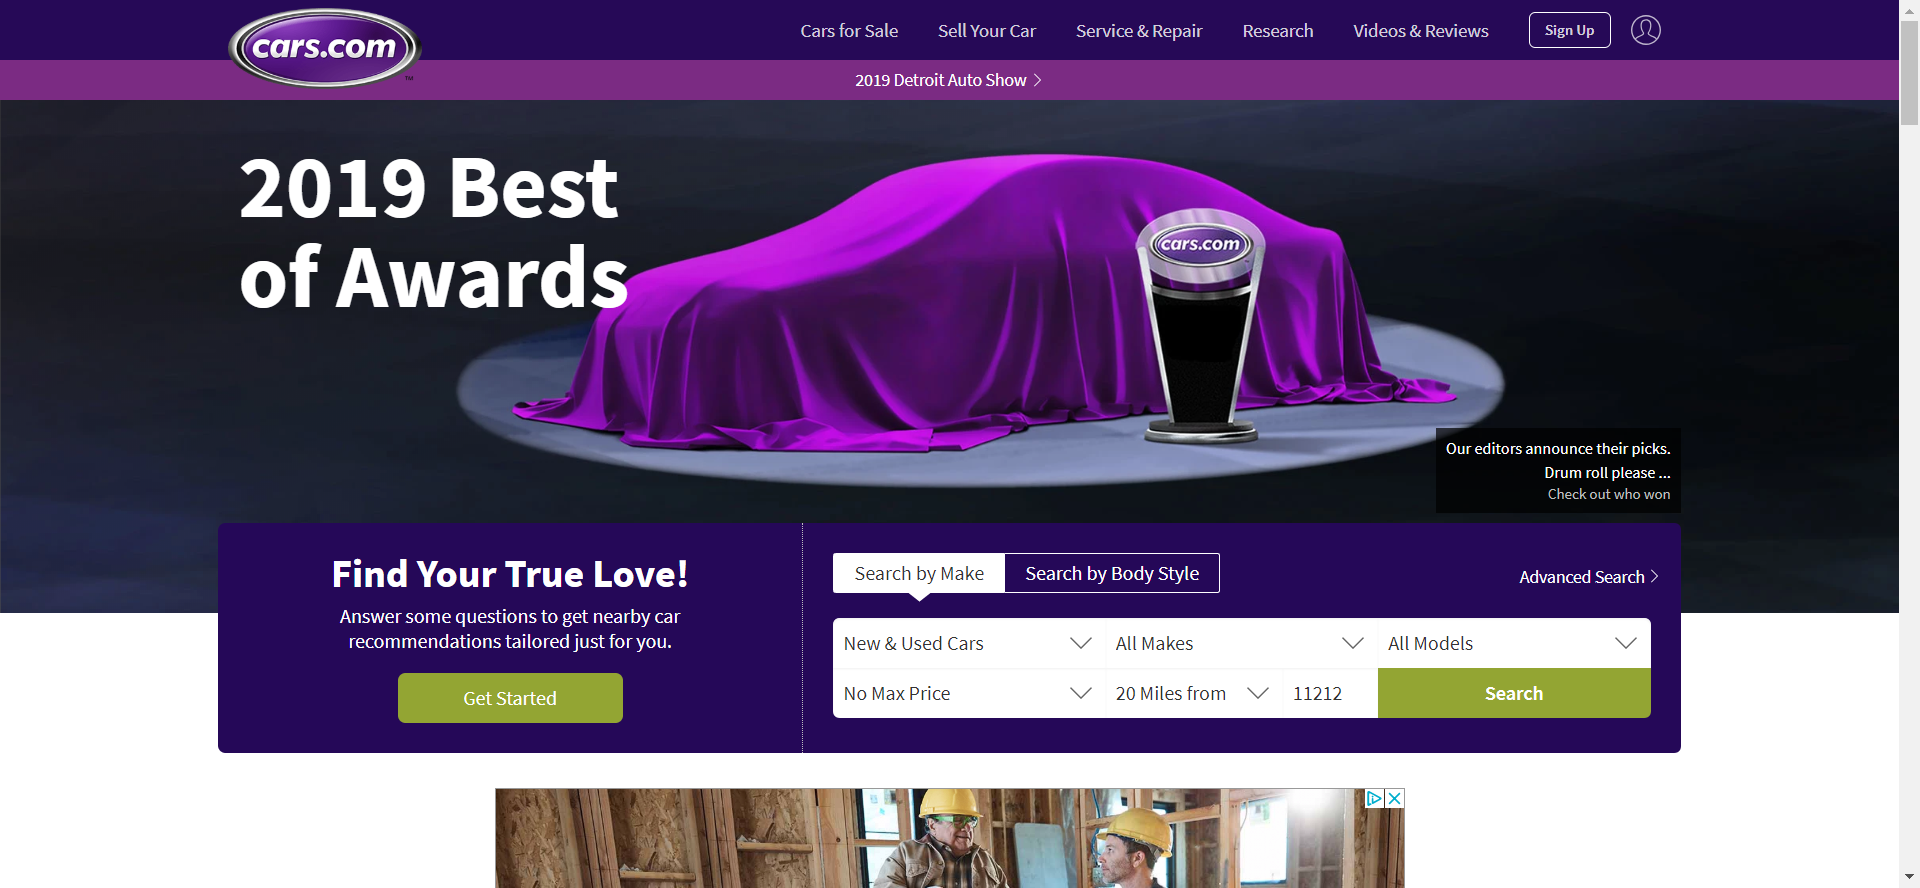 cars.com
TM
Cars for Sale
Sell Your Car
Service & Repair
Research
Videos & Reviews
Sign Up
2019 Detroit Auto Show
2019 Best
of Awards
cars.com
Our editors announce their picks.
Drum roll please ...
Check out who won
Find Your True Love!
Answer some questions to get nearby car
recommendations tailored just for you.
Get Started
Search by Make
Search by Body Style
Advanced Search
New & Used Cars
All Makes
All Models
No Max Price
20 Miles from
11212
Search